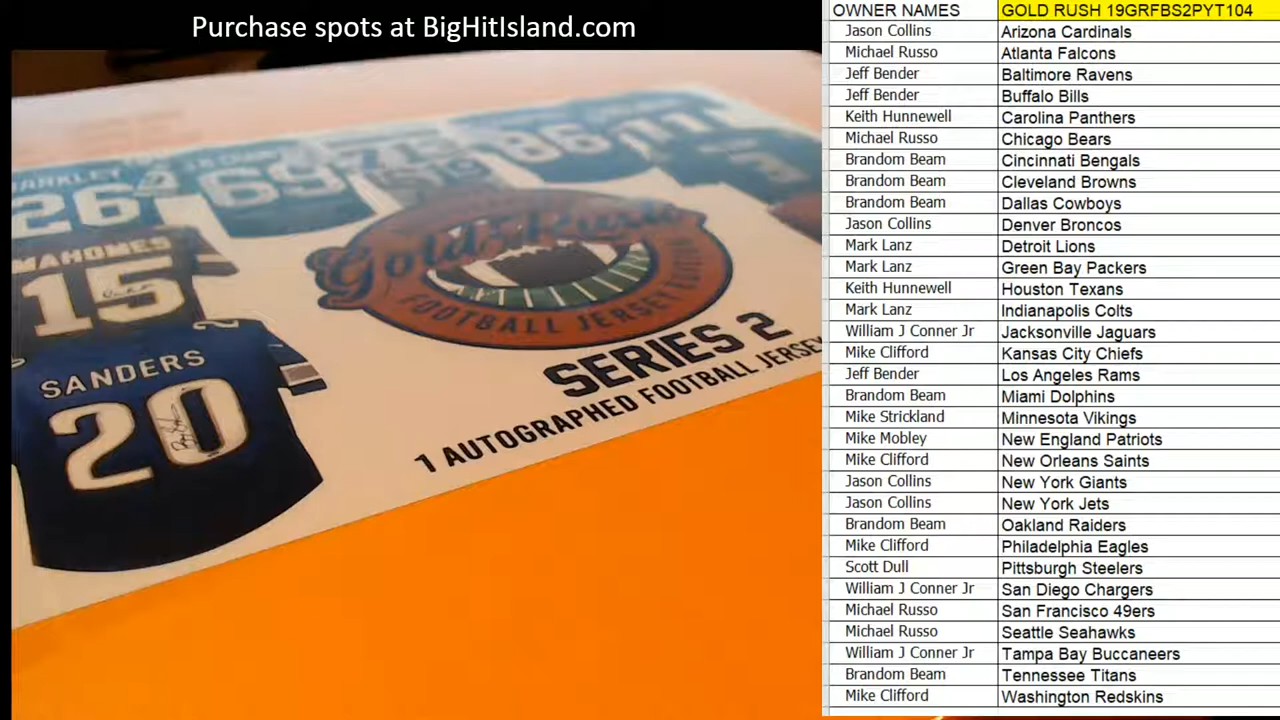 Purchase spots at BigHitIsland.com
26
69
86
11
3
MAHOMES
15
Gold Rush
FOOTBALL JERSEY EDITION
SANDERS
20
SERIES 2
1 AUTOGRAPHED FOOTBALL JERSEY
OWNER NAMES GOLD RUSH 19GRFBS2PYT104
Jason Collins Arizona Cardinals
Michael Russo Atlanta Falcons
Jeff Bender Baltimore Ravens
Jeff Bender Buffalo Bills
Keith Hunnewell Carolina Panthers
Michael Russo Chicago Bears
Brandom Beam Cincinnati Bengals
Brandom Beam Cleveland Browns
Brandom Beam Dallas Cowboys
Jason Collins Denver Broncos
Mark Lanz Detroit Lions
Mark Lanz Green Bay Packers
Keith Hunnewell Houston Texans
Mark Lanz Indianapolis Colts
William J Conner Jr Jacksonville Jaguars
Mike Clifford Kansas City Chiefs
Jeff Bender Los Angeles Rams
Brandom Beam Miami Dolphins
Mike Strickland Minnesota Vikings
Mike Mobley New England Patriots
Mike Clifford New Orleans Saints
Jason Collins New York Giants
Jason Collins New York Jets
Brandom Beam Oakland Raiders
Mike Clifford Philadelphia Eagles
Scott Dull Pittsburgh Steelers
William J Conner Jr San Diego Chargers
Michael Russo San Francisco 49ers
Michael Russo Seattle Seahawks
William J Conner Jr Tampa Bay Buccaneers
Brandom Beam Tennessee Titans
Mike Clifford Washington Redskins